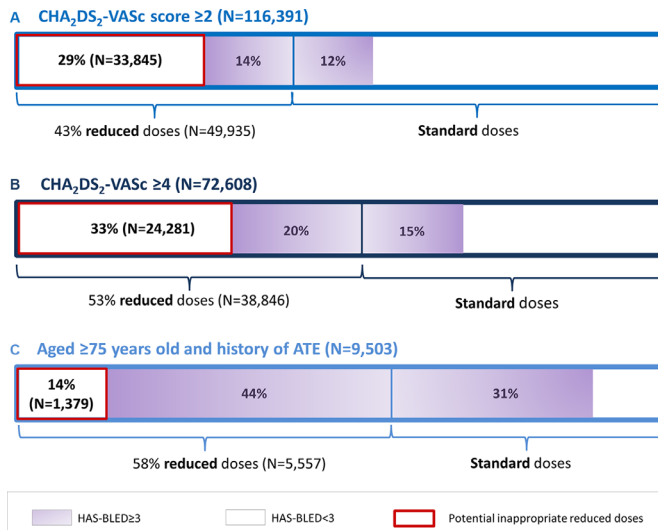 A CHA₂DS₂-VASc score ≥2 (N=116,391)
29% (N=33,845) 14% 12%
43% reduced doses (N=49,935) Standard doses
B CHA₂DS₂-VASc ≥4 (N=72,608)
33% (N=24,281) 20% 15%
53% reduced doses (N=38,846) Standard doses
C Aged ≥75 years old and history of ATE (N=9,503)
14%
(N=1,379) 44% 31%
58% reduced doses (N=5,557) Standard doses
HAS-BLED≥3 HAS-BLED<3 Potential inappropriate reduced doses